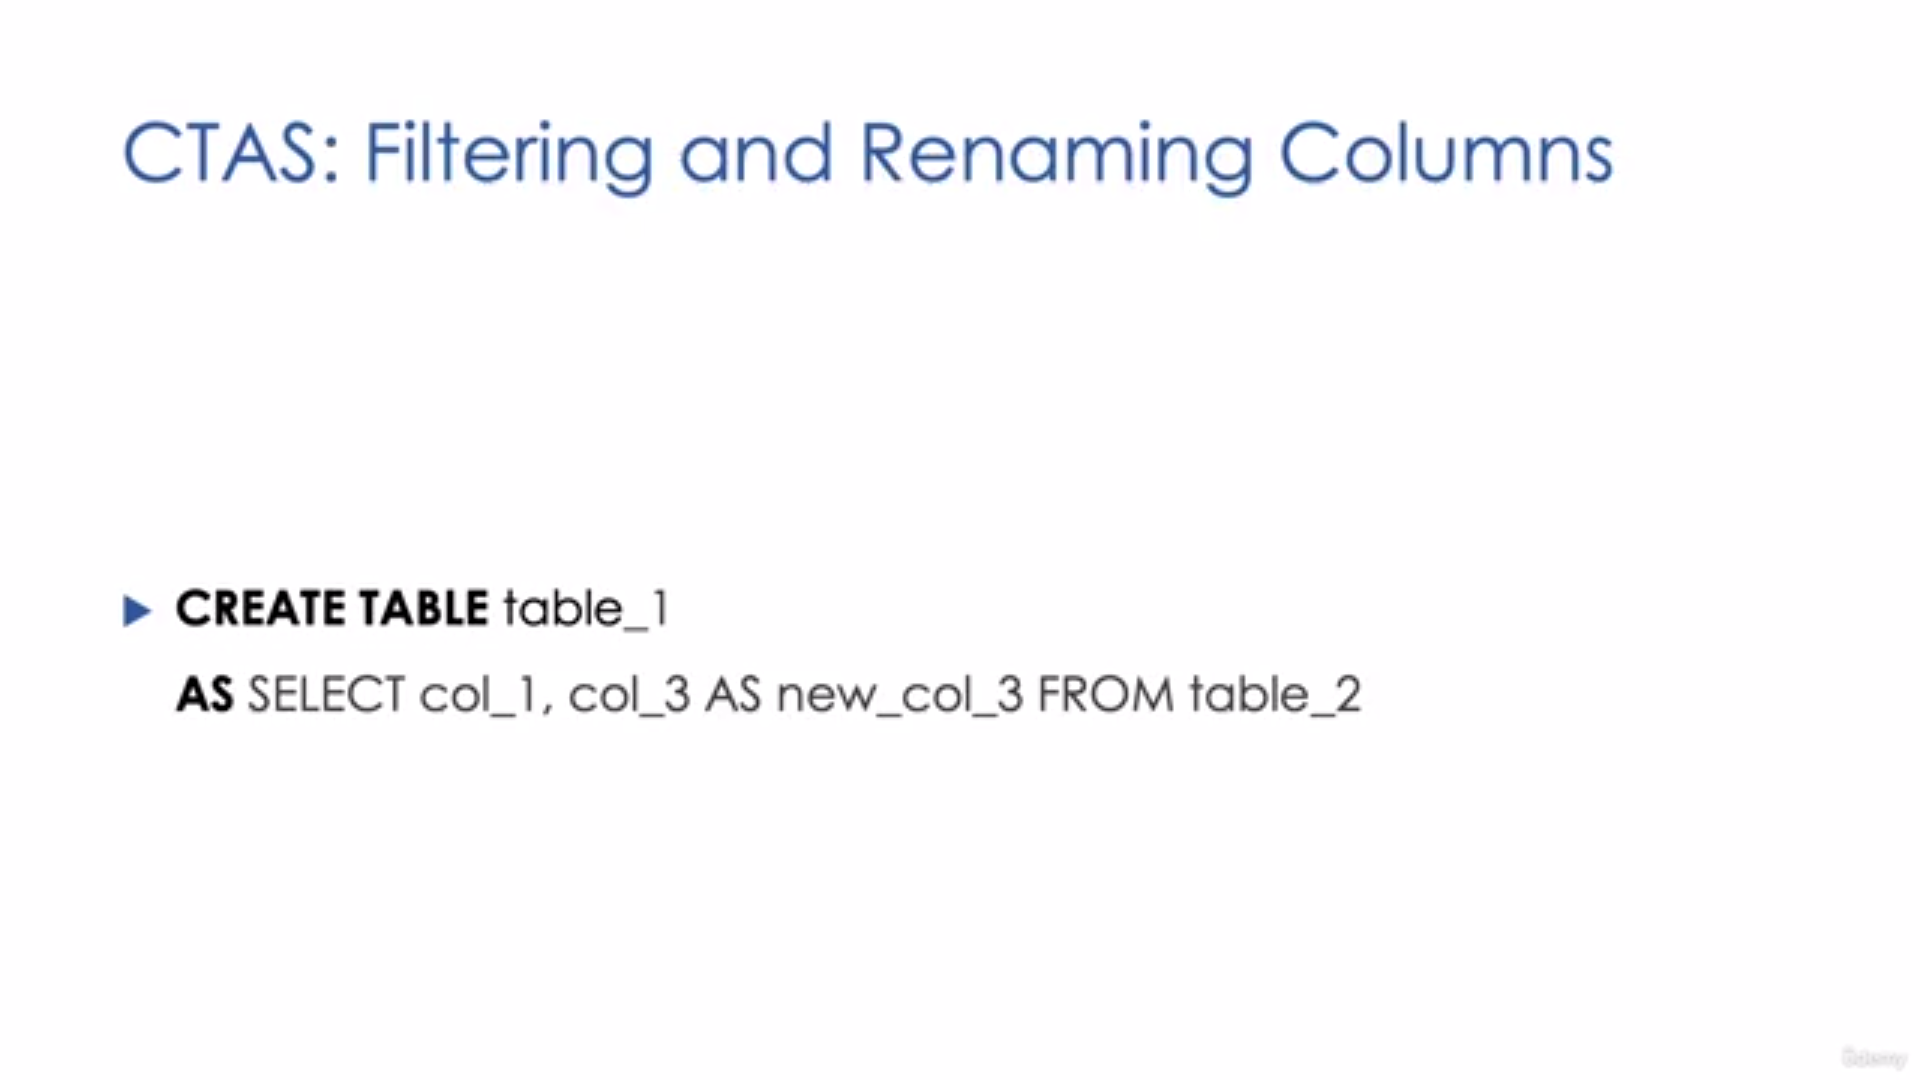 CTAS: Filtering and Renaming Columns
CREATE TABLE table_1
AS SELECT col_1, col_3 AS new_col_3 FROM table_2
Udemy